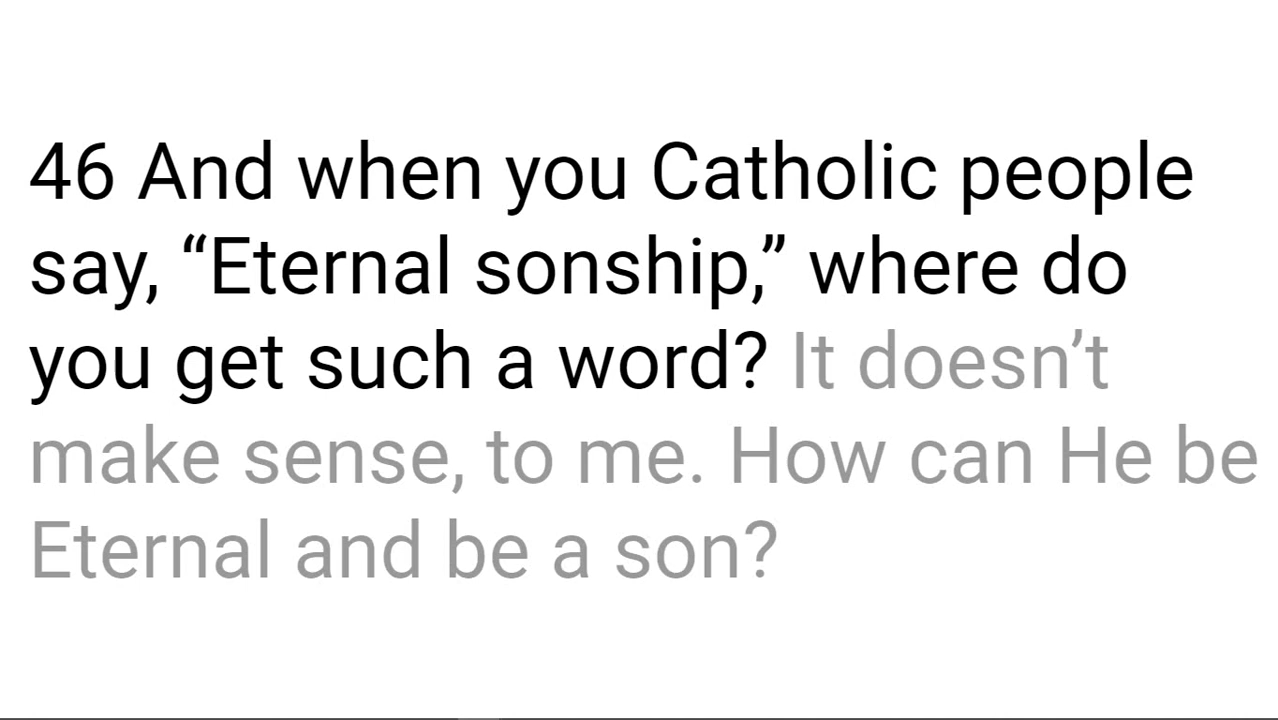 46 And when you Catholic people
say, “Eternal sonship,” where do
you get such a word? It doesn’t
make sense, to me. How can He be
Eternal and be a son?